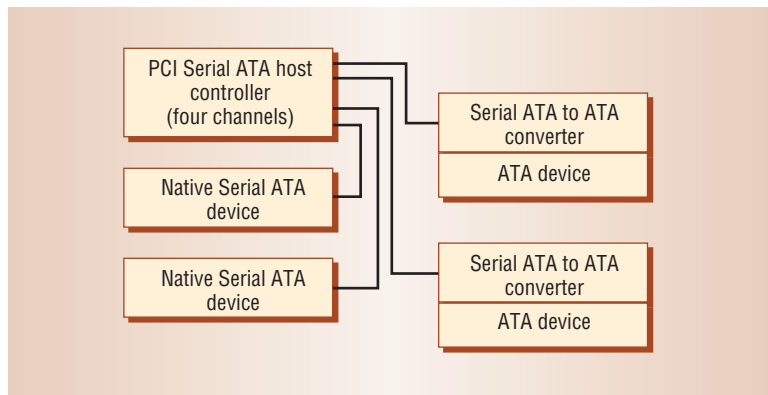 PCI Serial ATA host
controller
(four channels)
Native Serial ATA
device
Native Serial ATA
device
Serial ATA to ATA
converter
ATA device
Serial ATA to ATA
converter
ATA device